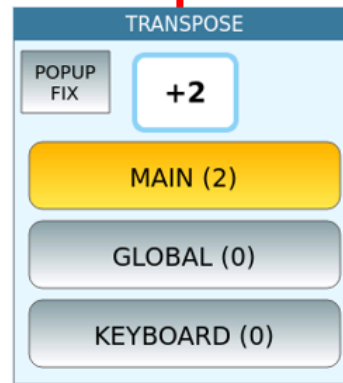 TRANSPOSE
POPUP
FIX
+2
MAIN (2)
GLOBAL (0)
KEYBOARD (0)